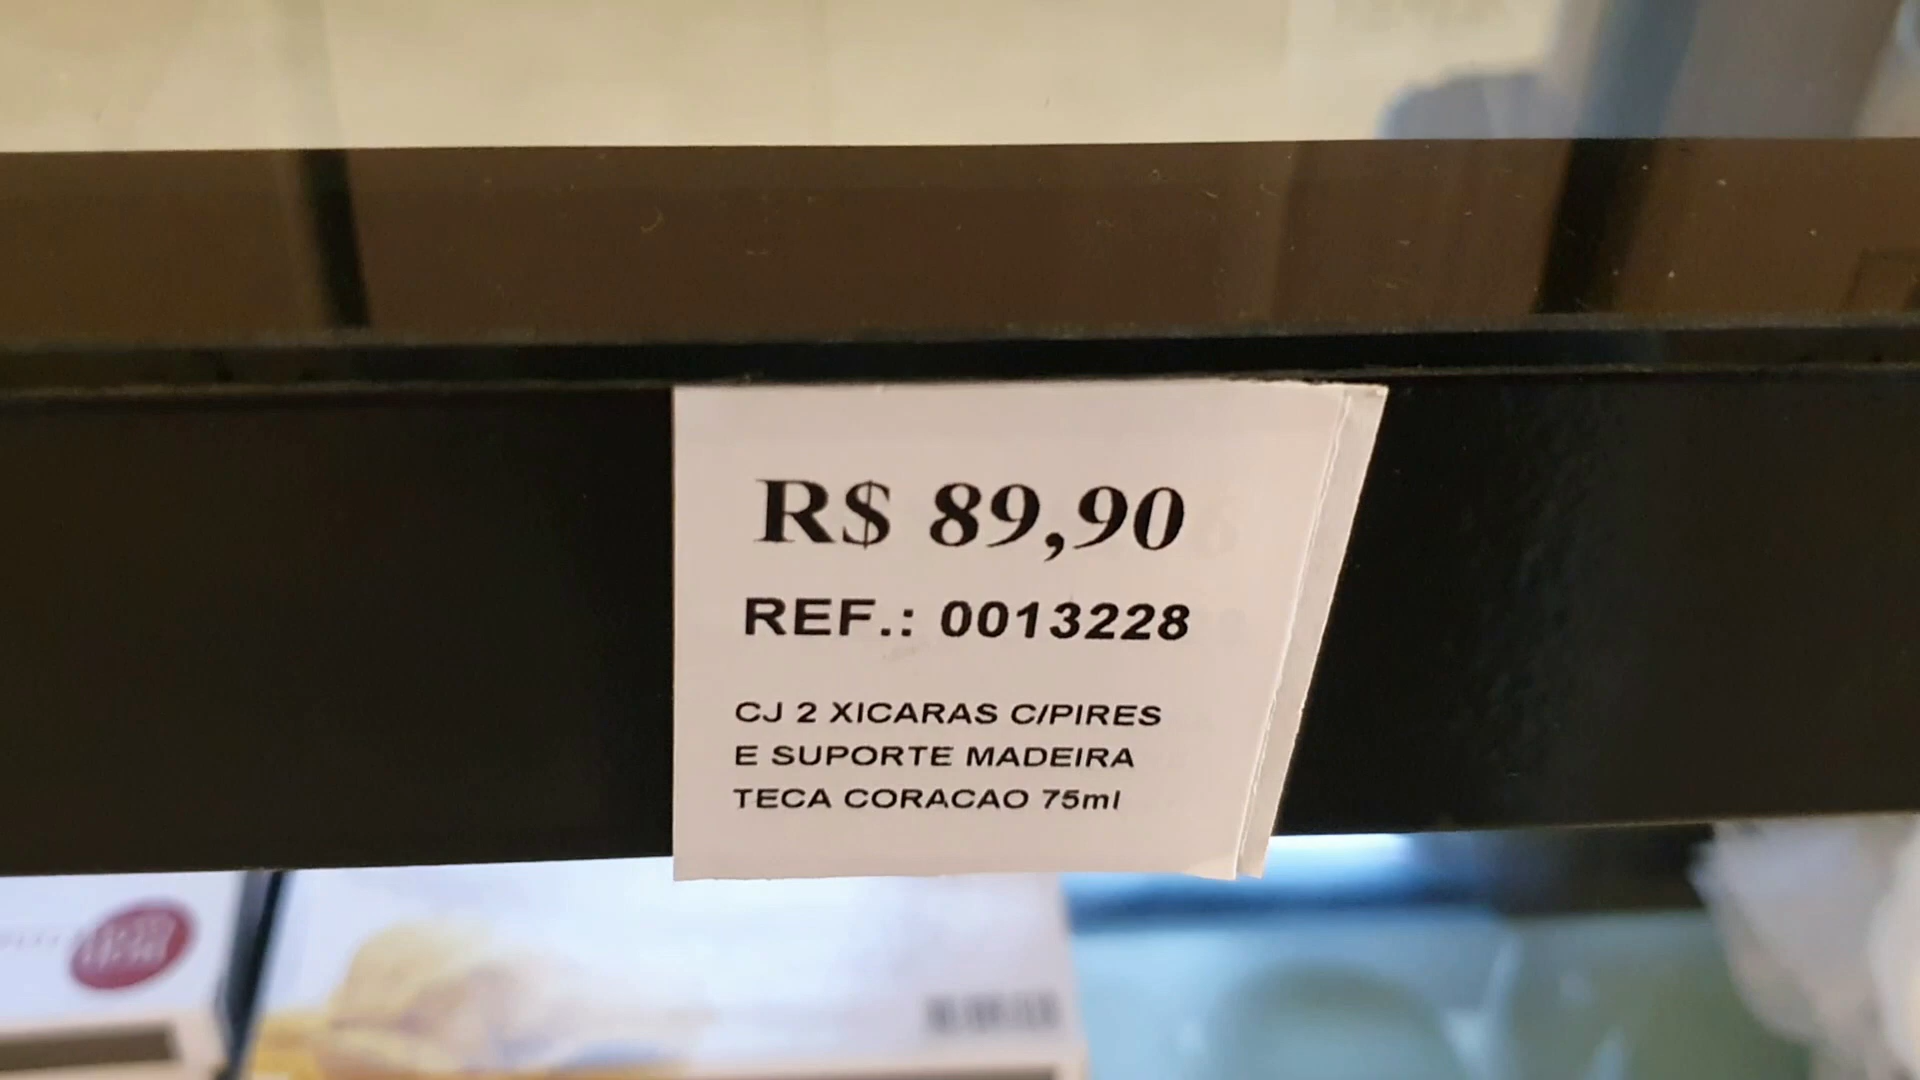 R$ 89,90
REF.: 0013228
CJ 2 XICARAS C/PIRES
E SUPORTE MADEIRA
TECA CORACAO 75ml